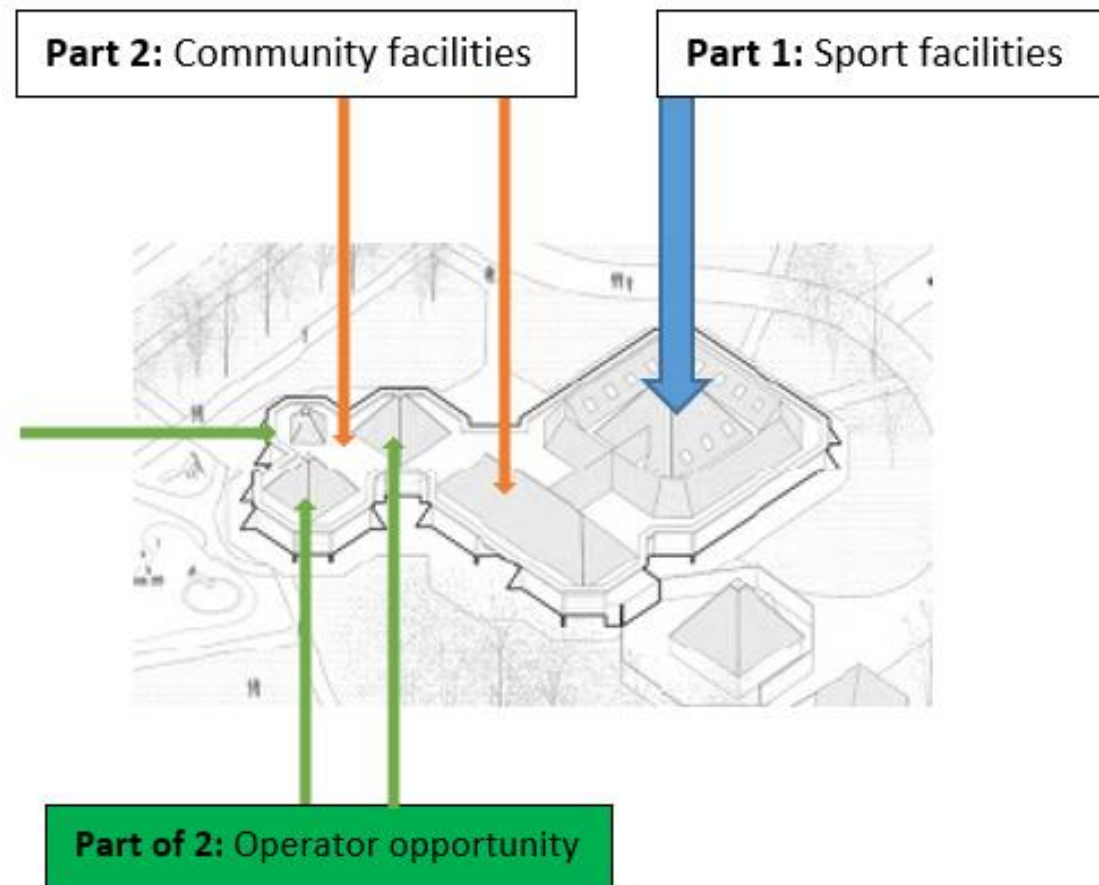 Part 2: Community facilities
Part 1: Sport facilities
Part of 2: Operator opportunity